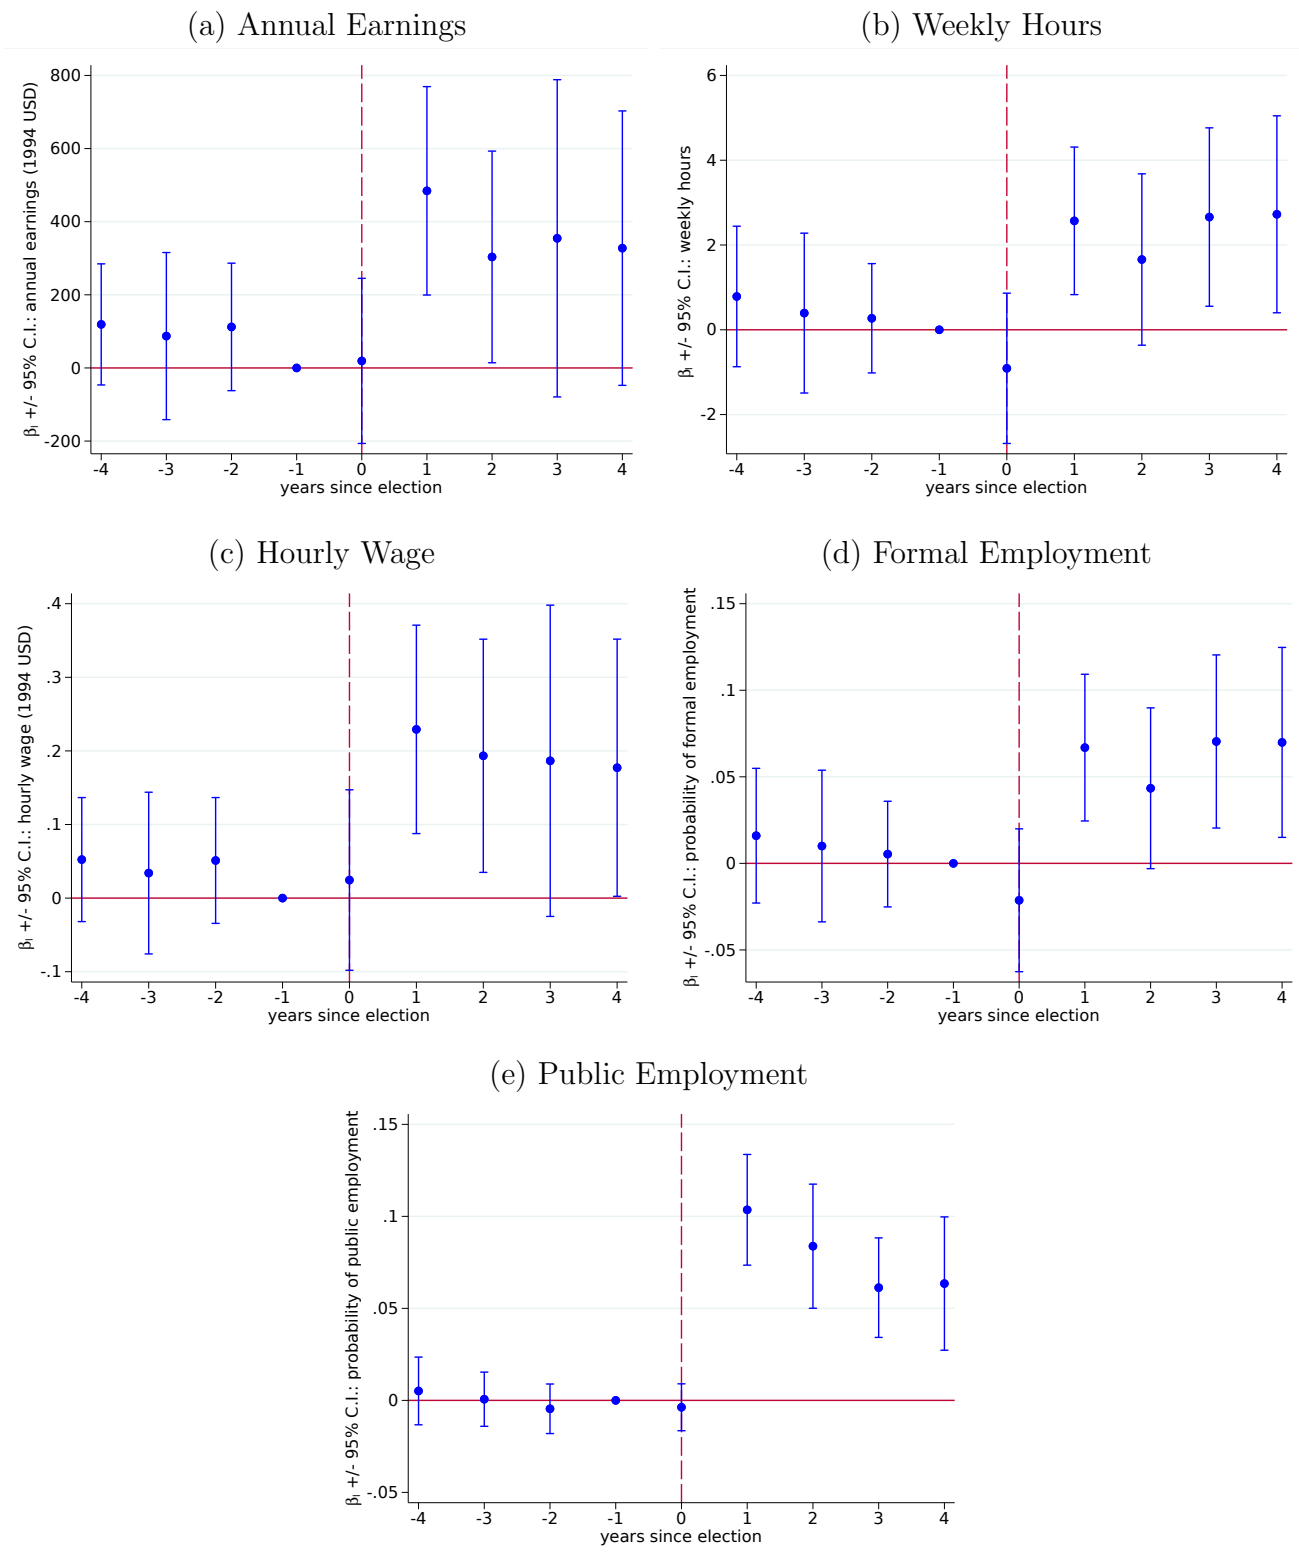 (a) Annual Earnings
β_l +/- 95% C.I.: annual earnings (1994 USD)
800
600
400
200
0
-200
-4 -3 -2 -1 0 1 2 3 4
years since election
(b) Weekly Hours
β_l +/- 95% C.I.: weekly hours
6
4
2
0
-2
-4 -3 -2 -1 0 1 2 3 4
years since election
(c) Hourly Wage
β_l +/- 95% C.I.: hourly wage (1994 USD)
.4
.3
.2
.1
0
-.1
-4 -3 -2 -1 0 1 2 3 4
years since election
(d) Formal Employment
β_l +/- 95% C.I.: probability of formal employment
.15
.1
.05
0
-.05
-4 -3 -2 -1 0 1 2 3 4
years since election
(e) Public Employment
β_l +/- 95% C.I.: probability of public employment
.15
.1
.05
0
-.05
-4 -3 -2 -1 0 1 2 3 4
years since election